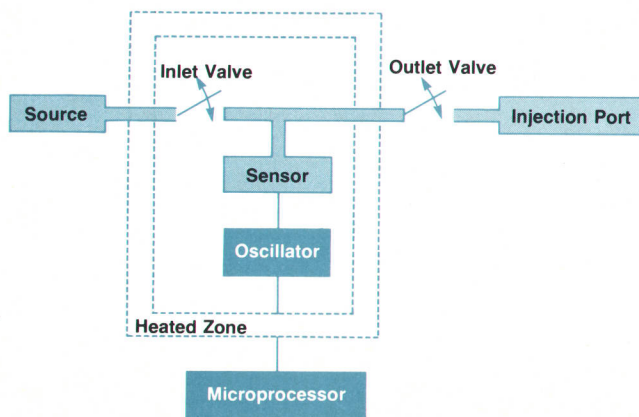 Inlet Valve
Outlet Valve
Source
Injection Port
Sensor
Oscillator
Heated Zone
Microprocessor